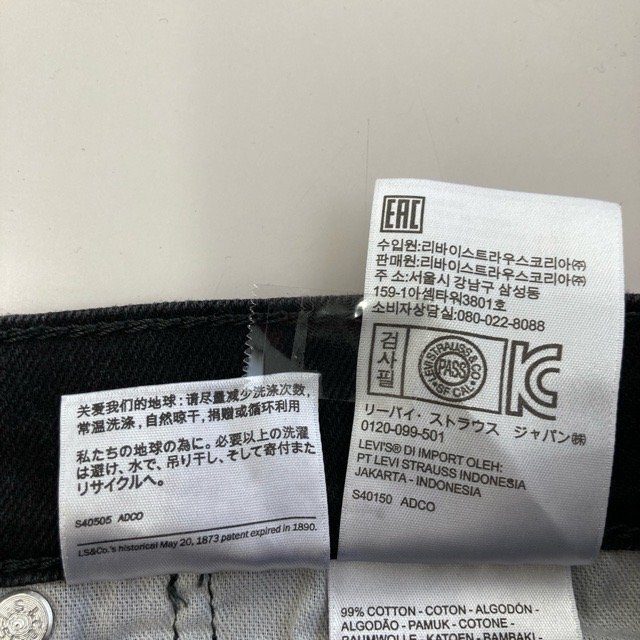 EAC
수입원:리바이스트라우스코리아㈜
판매원:리바이스트라우스코리아㈜
주 소:서울시 강남구 삼성동
159-1아셈타워3801호
소비자상담실:080-022-8088
검사필
LEVI STRAUSS & CO.
PASS
SF CAL
リーバイ・ストラウス ジャパン㈱
0120-099-501
LEVI'S® DI IMPORT OLEH:
PT LEVI STRAUSS INDONESIA
JAKARTA - INDONESIA
S40150 ADCO
关爱我们的地球:请尽量减少洗涤次数,
常温洗涤,自然晾干,捐赠或循环利用
私たちの地球の為に。必要以上の洗濯
は避け、水で、吊り干し、そして寄付また
リサイクルへ。
S40505 ADCO
LS&Co.'s historical May 20, 1873 patent expired in 1890.
99% COTTON - COTON - ALGODÓN -
ALGODÃO - PAMUK - COTONE -
BAUMWOLLE - KATOEN - BAMBAKI